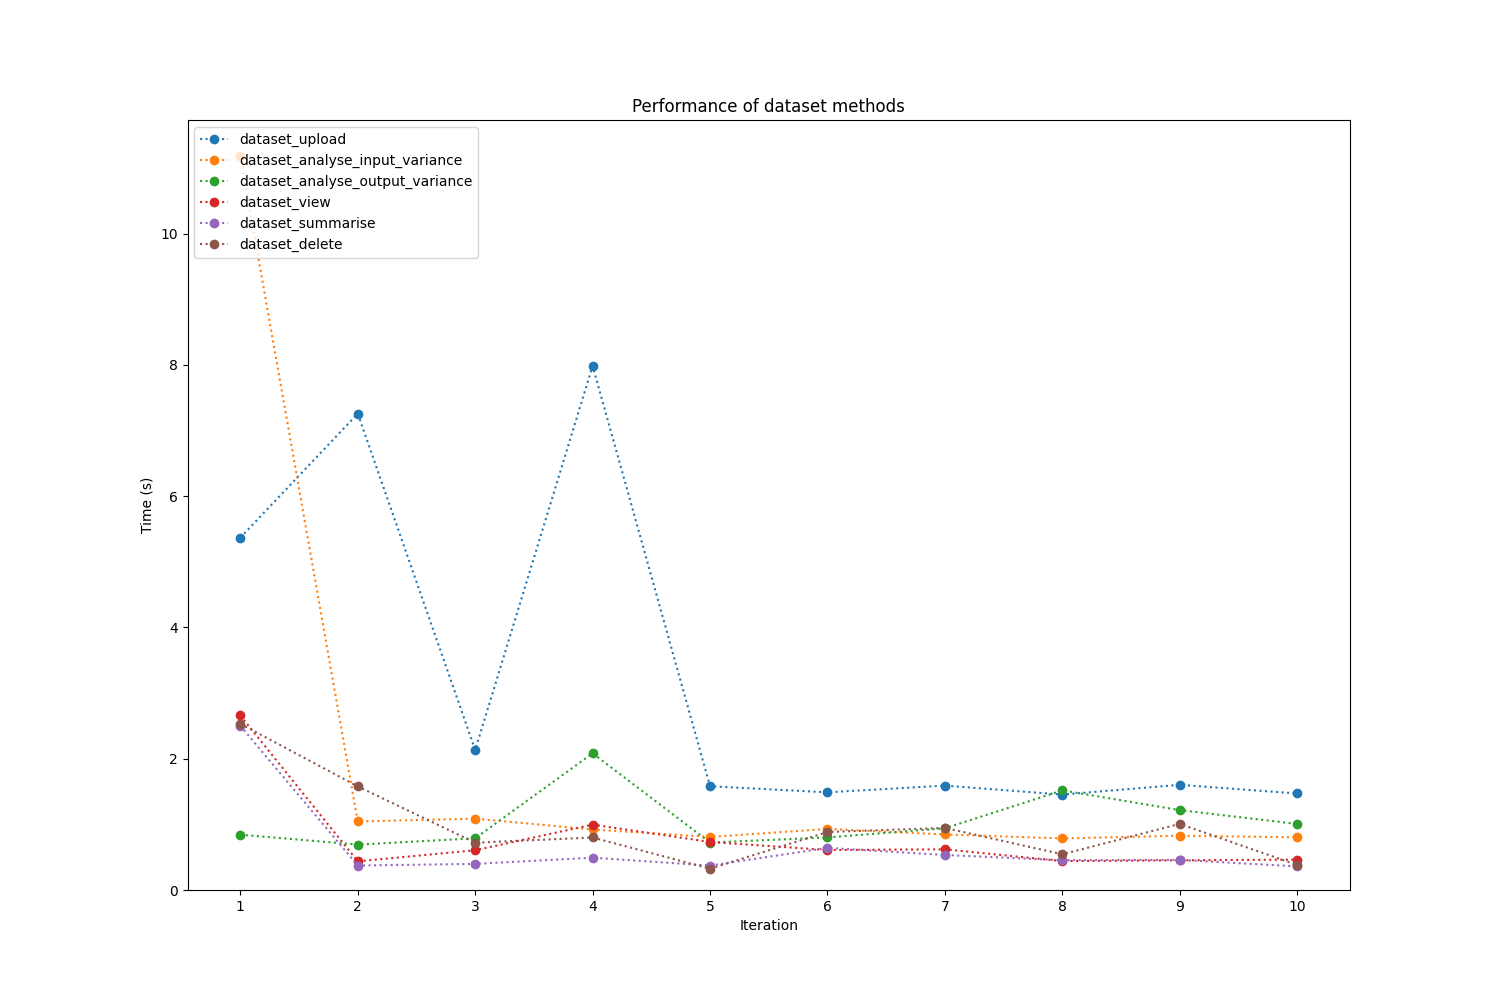 Performance of dataset methods
dataset_upload
dataset_analyse_input_variance
dataset_analyse_output_variance
dataset_view
dataset_summarise
dataset_delete
10
8
6
4
2
0
Time (s)
1 2 3 4 5 6 7 8 9 10
Iteration